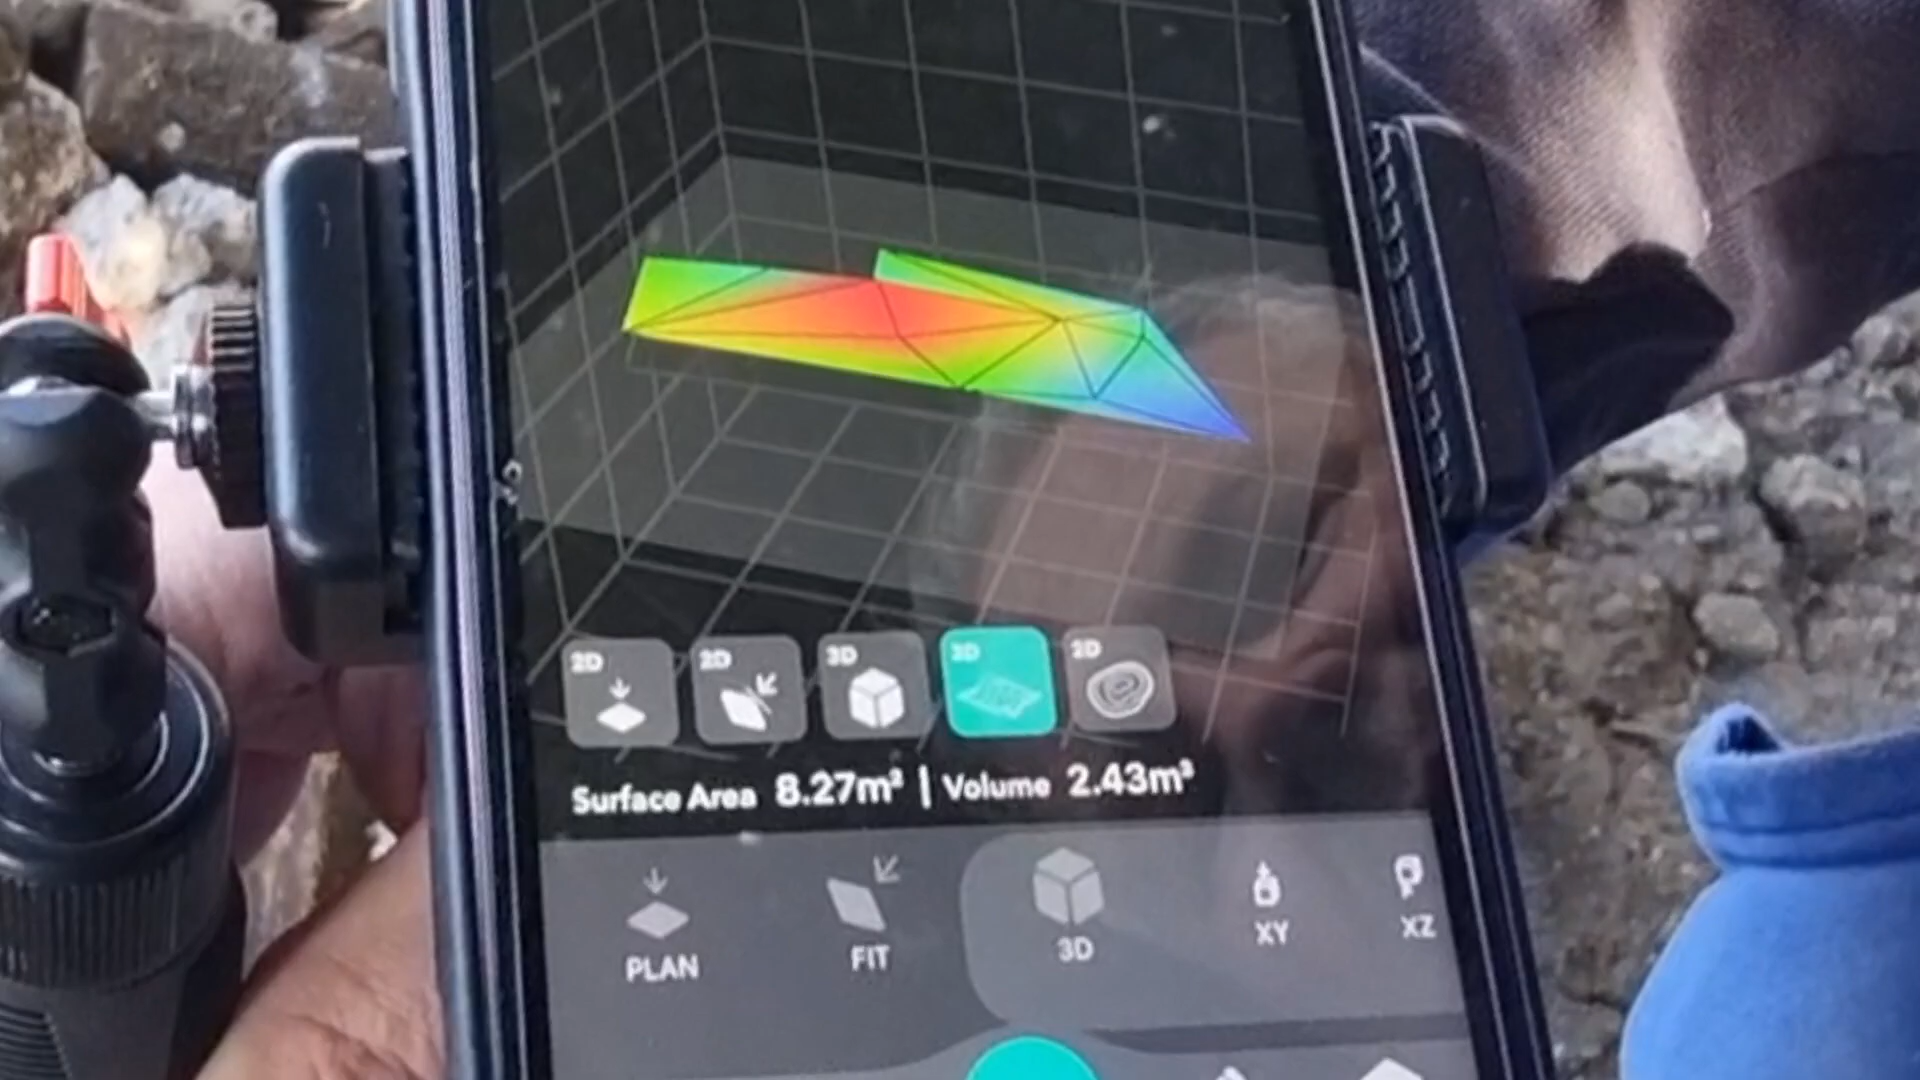 2D 2D 3D 3D 2D
Surface Area 8.27m² | Volume 2.43m³
PLAN FIT 3D XY XZ